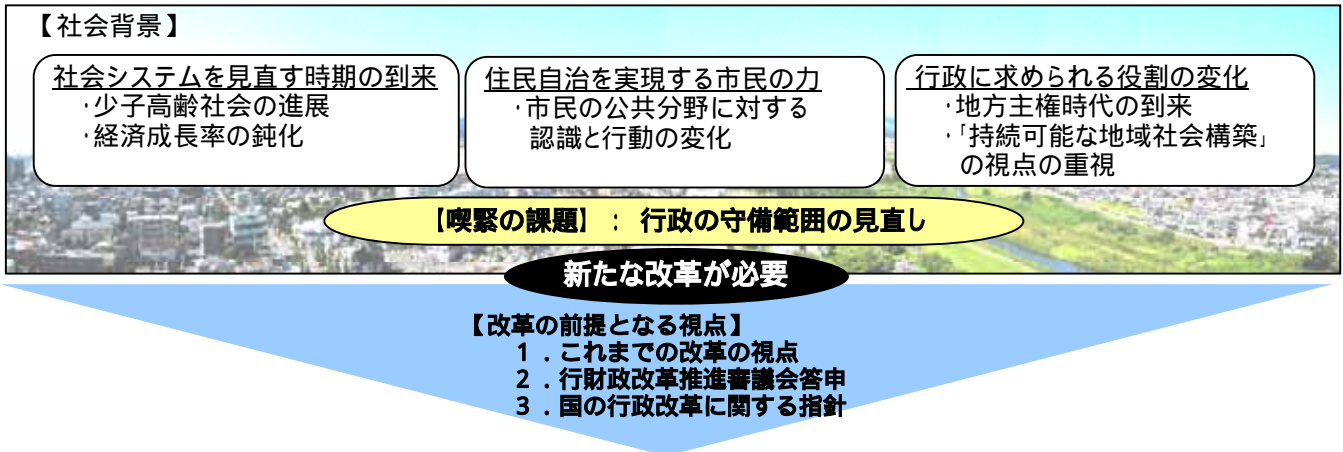 【社会背景】
社会システムを見直す時期の到来
・少子高齢社会の進展
・経済成長率の鈍化
住民自治を実現する市民の力
・市民の公共分野に対する
認識と行動の変化
行政に求められる役割の変化
・地方主権時代の到来
・「持続可能な地域社会構築」
の視点の重視
【喫緊の課題】：行政の守備範囲の見直し
新たな改革が必要
【改革の前提となる視点】
１．これまでの改革の視点
２．行財政改革推進審議会答申
３．国の行政改革に関する指針